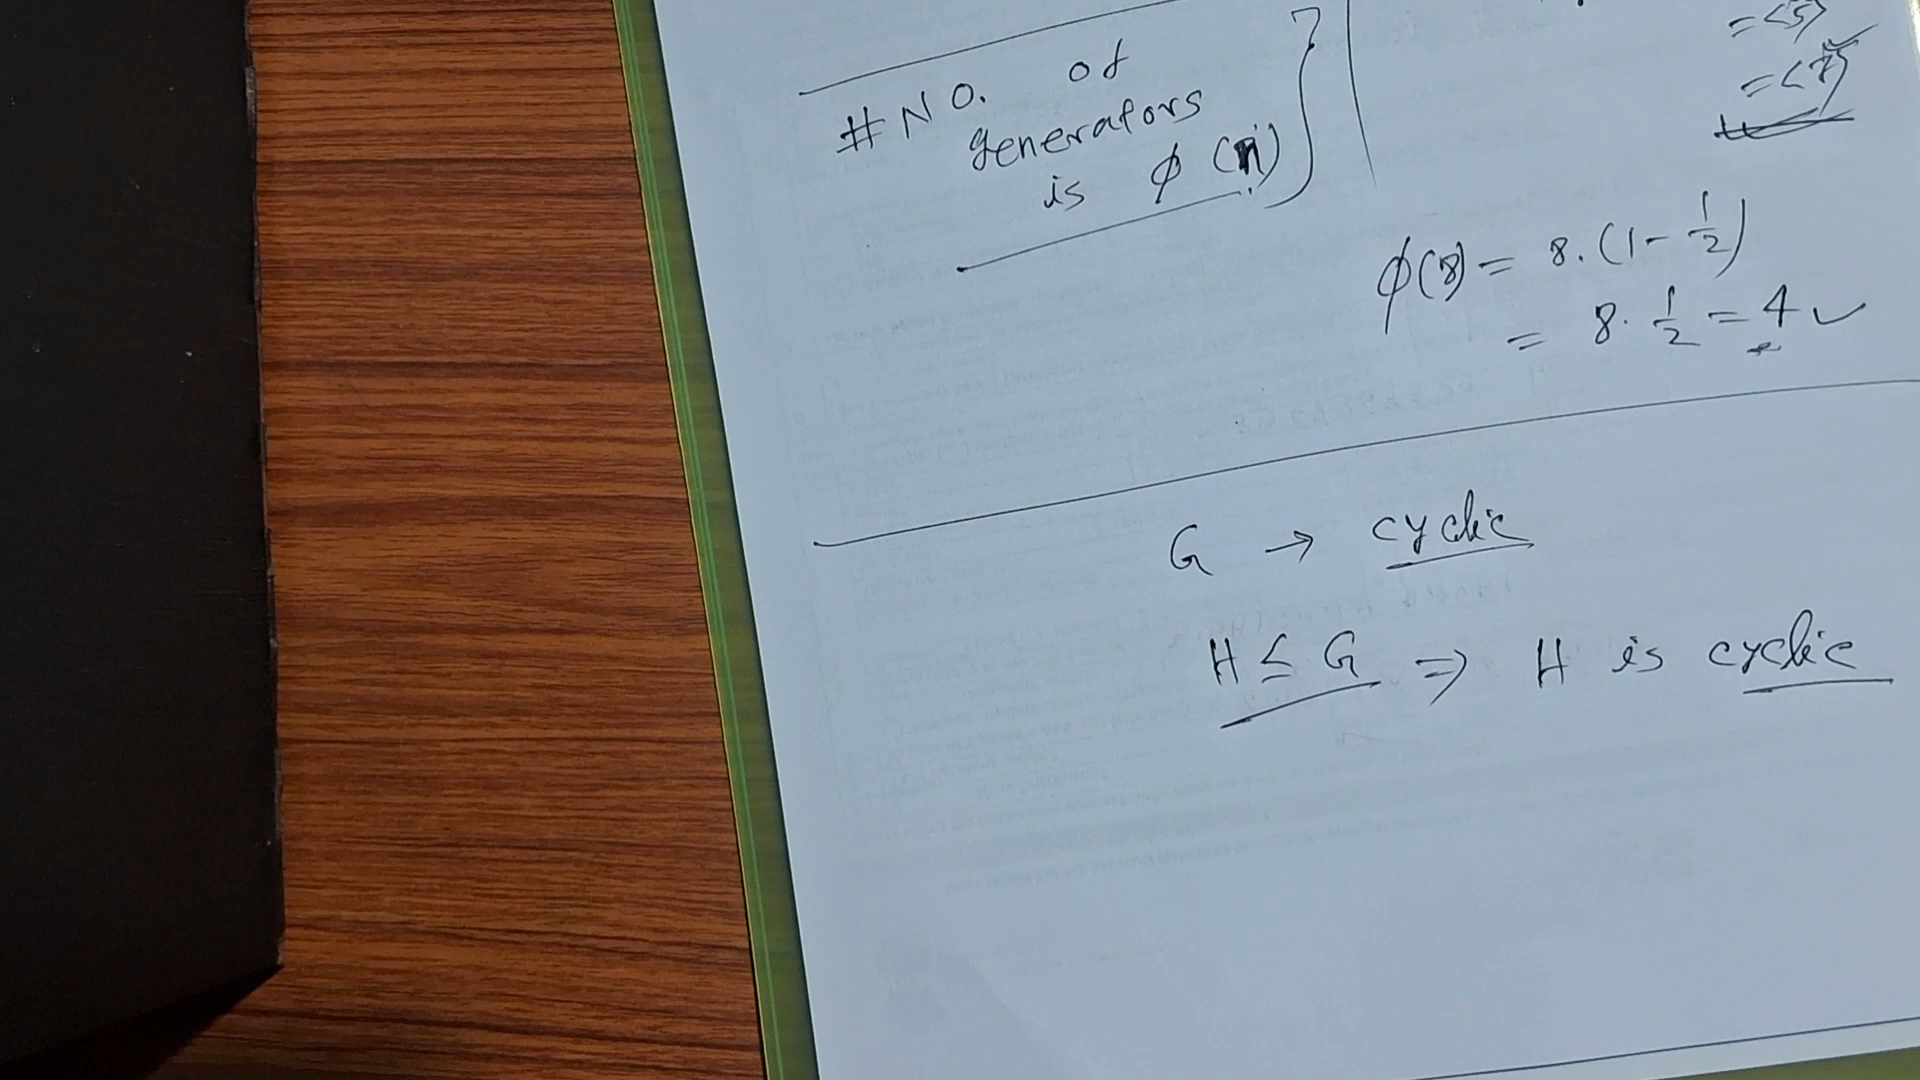 # NO. of
generators
is φ (n)
= <5>
= <7>
φ(8) = 8.(1 - 1/2)
= 8. 1/2 = 4 ✓
G → cyclic
H ≤ G ⇒ H is cyclic